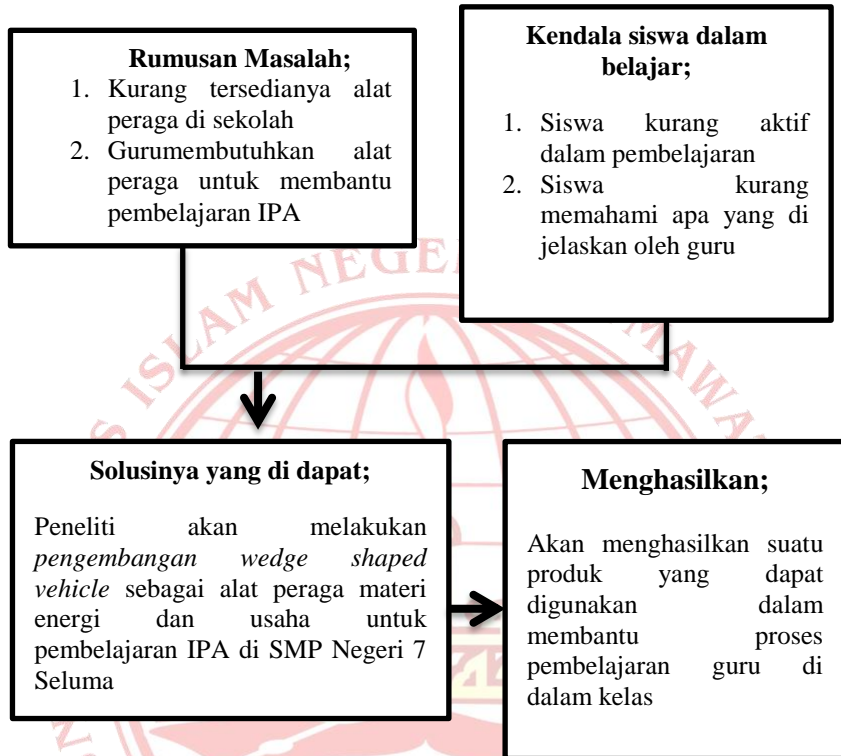 Rumusan Masalah;
1. Kurang tersedianya alat
peraga di sekolah
2. Gurumembutuhkan alat
peraga untuk membantu
pembelajaran IPA
Kendala siswa dalam
belajar;
1. Siswa kurang aktif
dalam pembelajaran
2. Siswa kurang
memahami apa yang di
jelaskan oleh guru
ISLAM NEGE
Solusinya yang di dapat;
Peneliti akan melakukan
pengembangan wedge shaped
vehicle sebagai alat peraga materi
energi dan usaha untuk
pembelajaran IPA di SMP Negeri 7
Seluma
Menghasilkan;
Akan menghasilkan suatu
produk yang dapat
digunakan dalam
membantu proses
pembelajaran guru di
dalam kelas